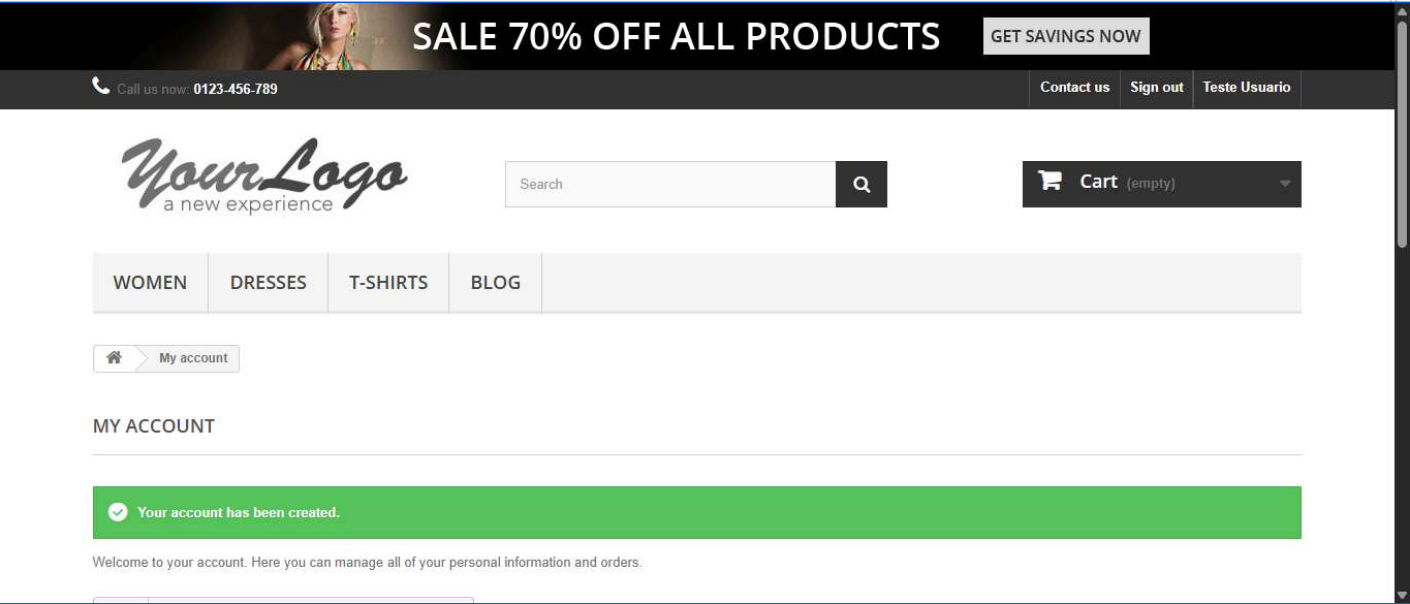 SALE 70% OFF ALL PRODUCTS GET SAVINGS NOW
Call us now: 0123-456-789 Contact us Sign out Teste Usuario
YourLogo
a new experience
Search
Cart (empty)
WOMEN DRESSES T-SHIRTS BLOG
My account
MY ACCOUNT
Your account has been created.
Welcome to your account. Here you can manage all of your personal information and orders.